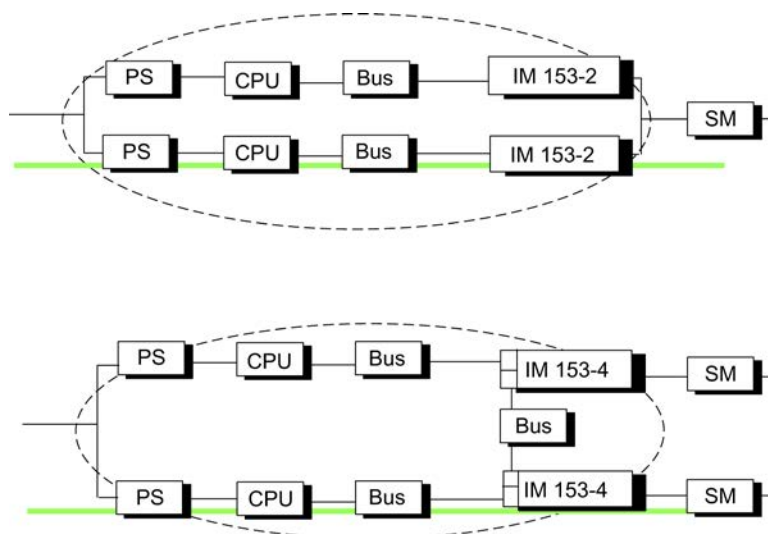 PS CPU Bus IM 153-2
SM
PS CPU Bus IM 153-2
PS CPU Bus IM 153-4 SM
Bus
PS CPU Bus IM 153-4 SM